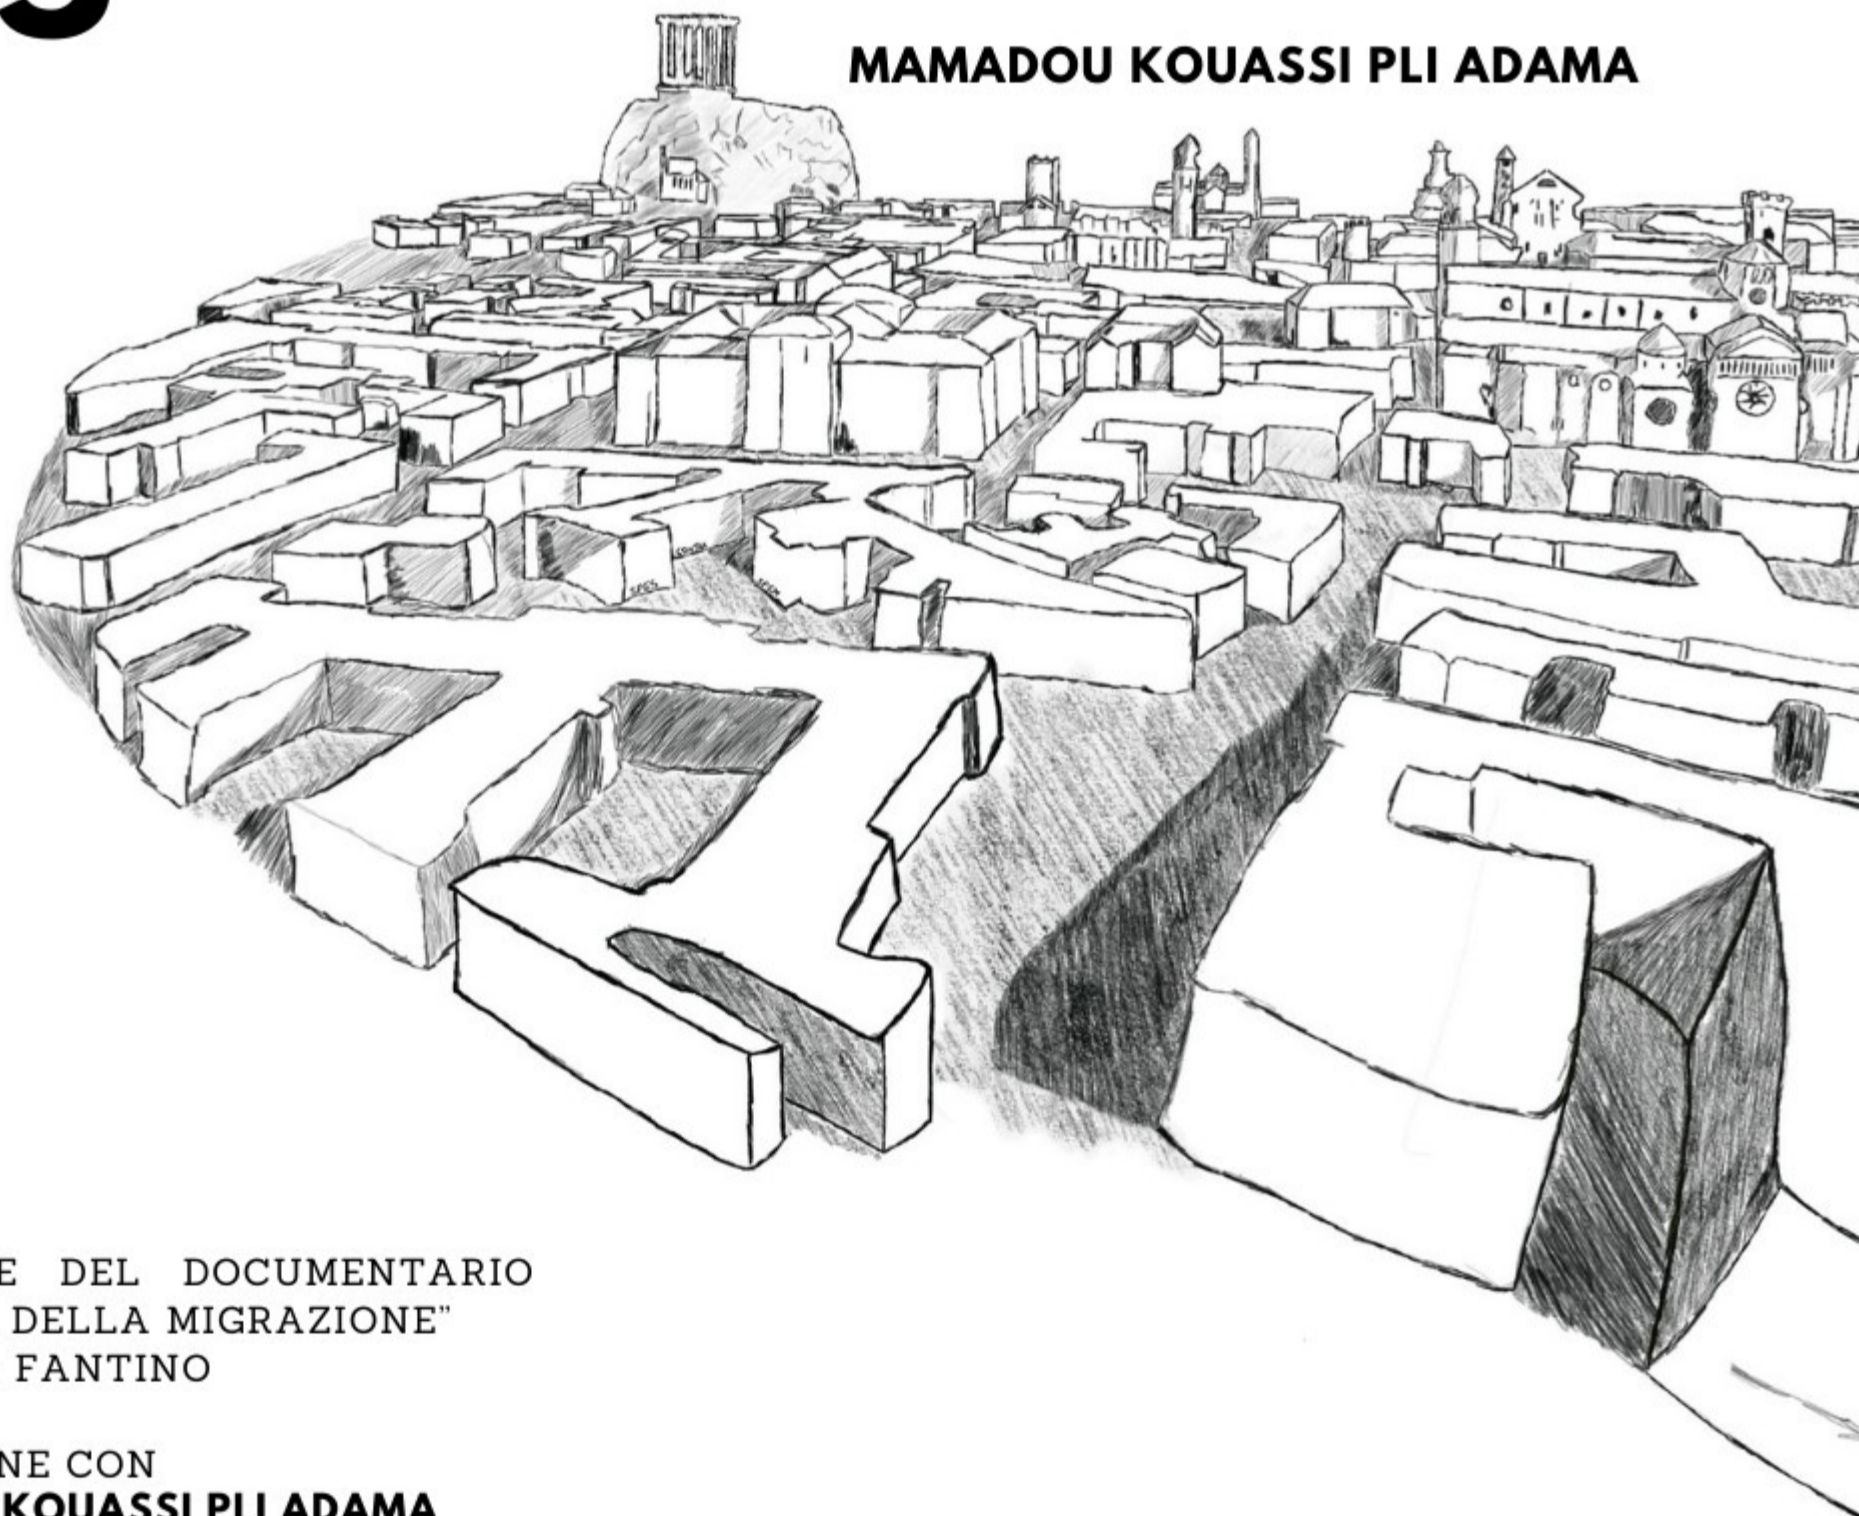 MAMADOU KOUASSI PLI ADAMA
E DEL DOCUMENTARIO
DELLA MIGRAZIONE”
FANTINO
NE CON
KOUASSI PLI ADAMA